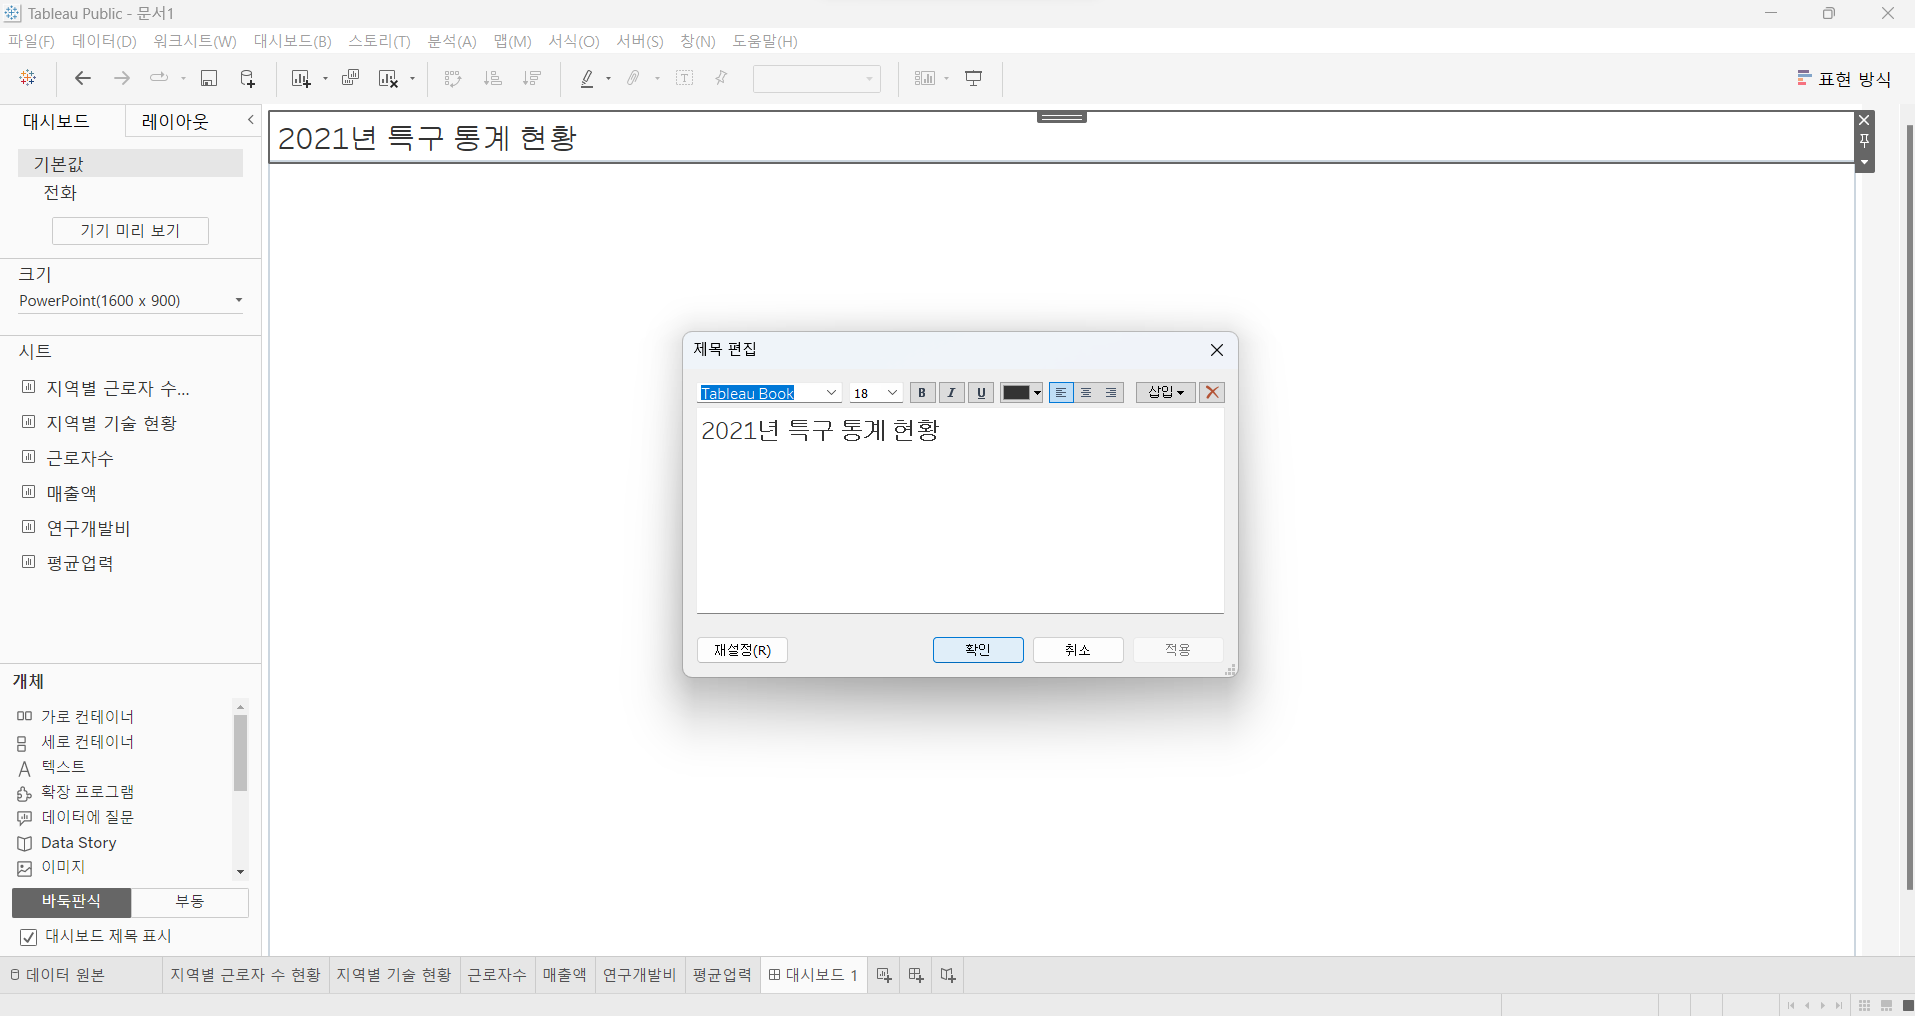 Tableau Public - 문서1
파일(F) 데이터(D) 워크시트(W) 대시보드(B) 스토리(T) 분석(A) 맵(M) 서식(O) 서버(S) 창(N) 도움말(H)
표현 방식
대시보드 레이아웃
기본값
전화
기기 미리 보기
크기
PowerPoint(1600 x 900)
시트
지역별 근로자 수...
지역별 기술 현황
근로자수
매출액
연구개발비
평균업력
개체
가로 컨테이너
세로 컨테이너
텍스트
확장 프로그램
데이터에 질문
Data Story
이미지
바둑판식 부동
대시보드 제목 표시
2021년 특구 통계 현황
제목 편집
Tableau Book 18 B I U 삽입
2021년 특구 통계 현황
재설정(R) 확인 취소 적용
데이터 원본 지역별 근로자 수 현황 지역별 기술 현황 근로자수 매출액 연구개발비 평균업력 대시보드 1